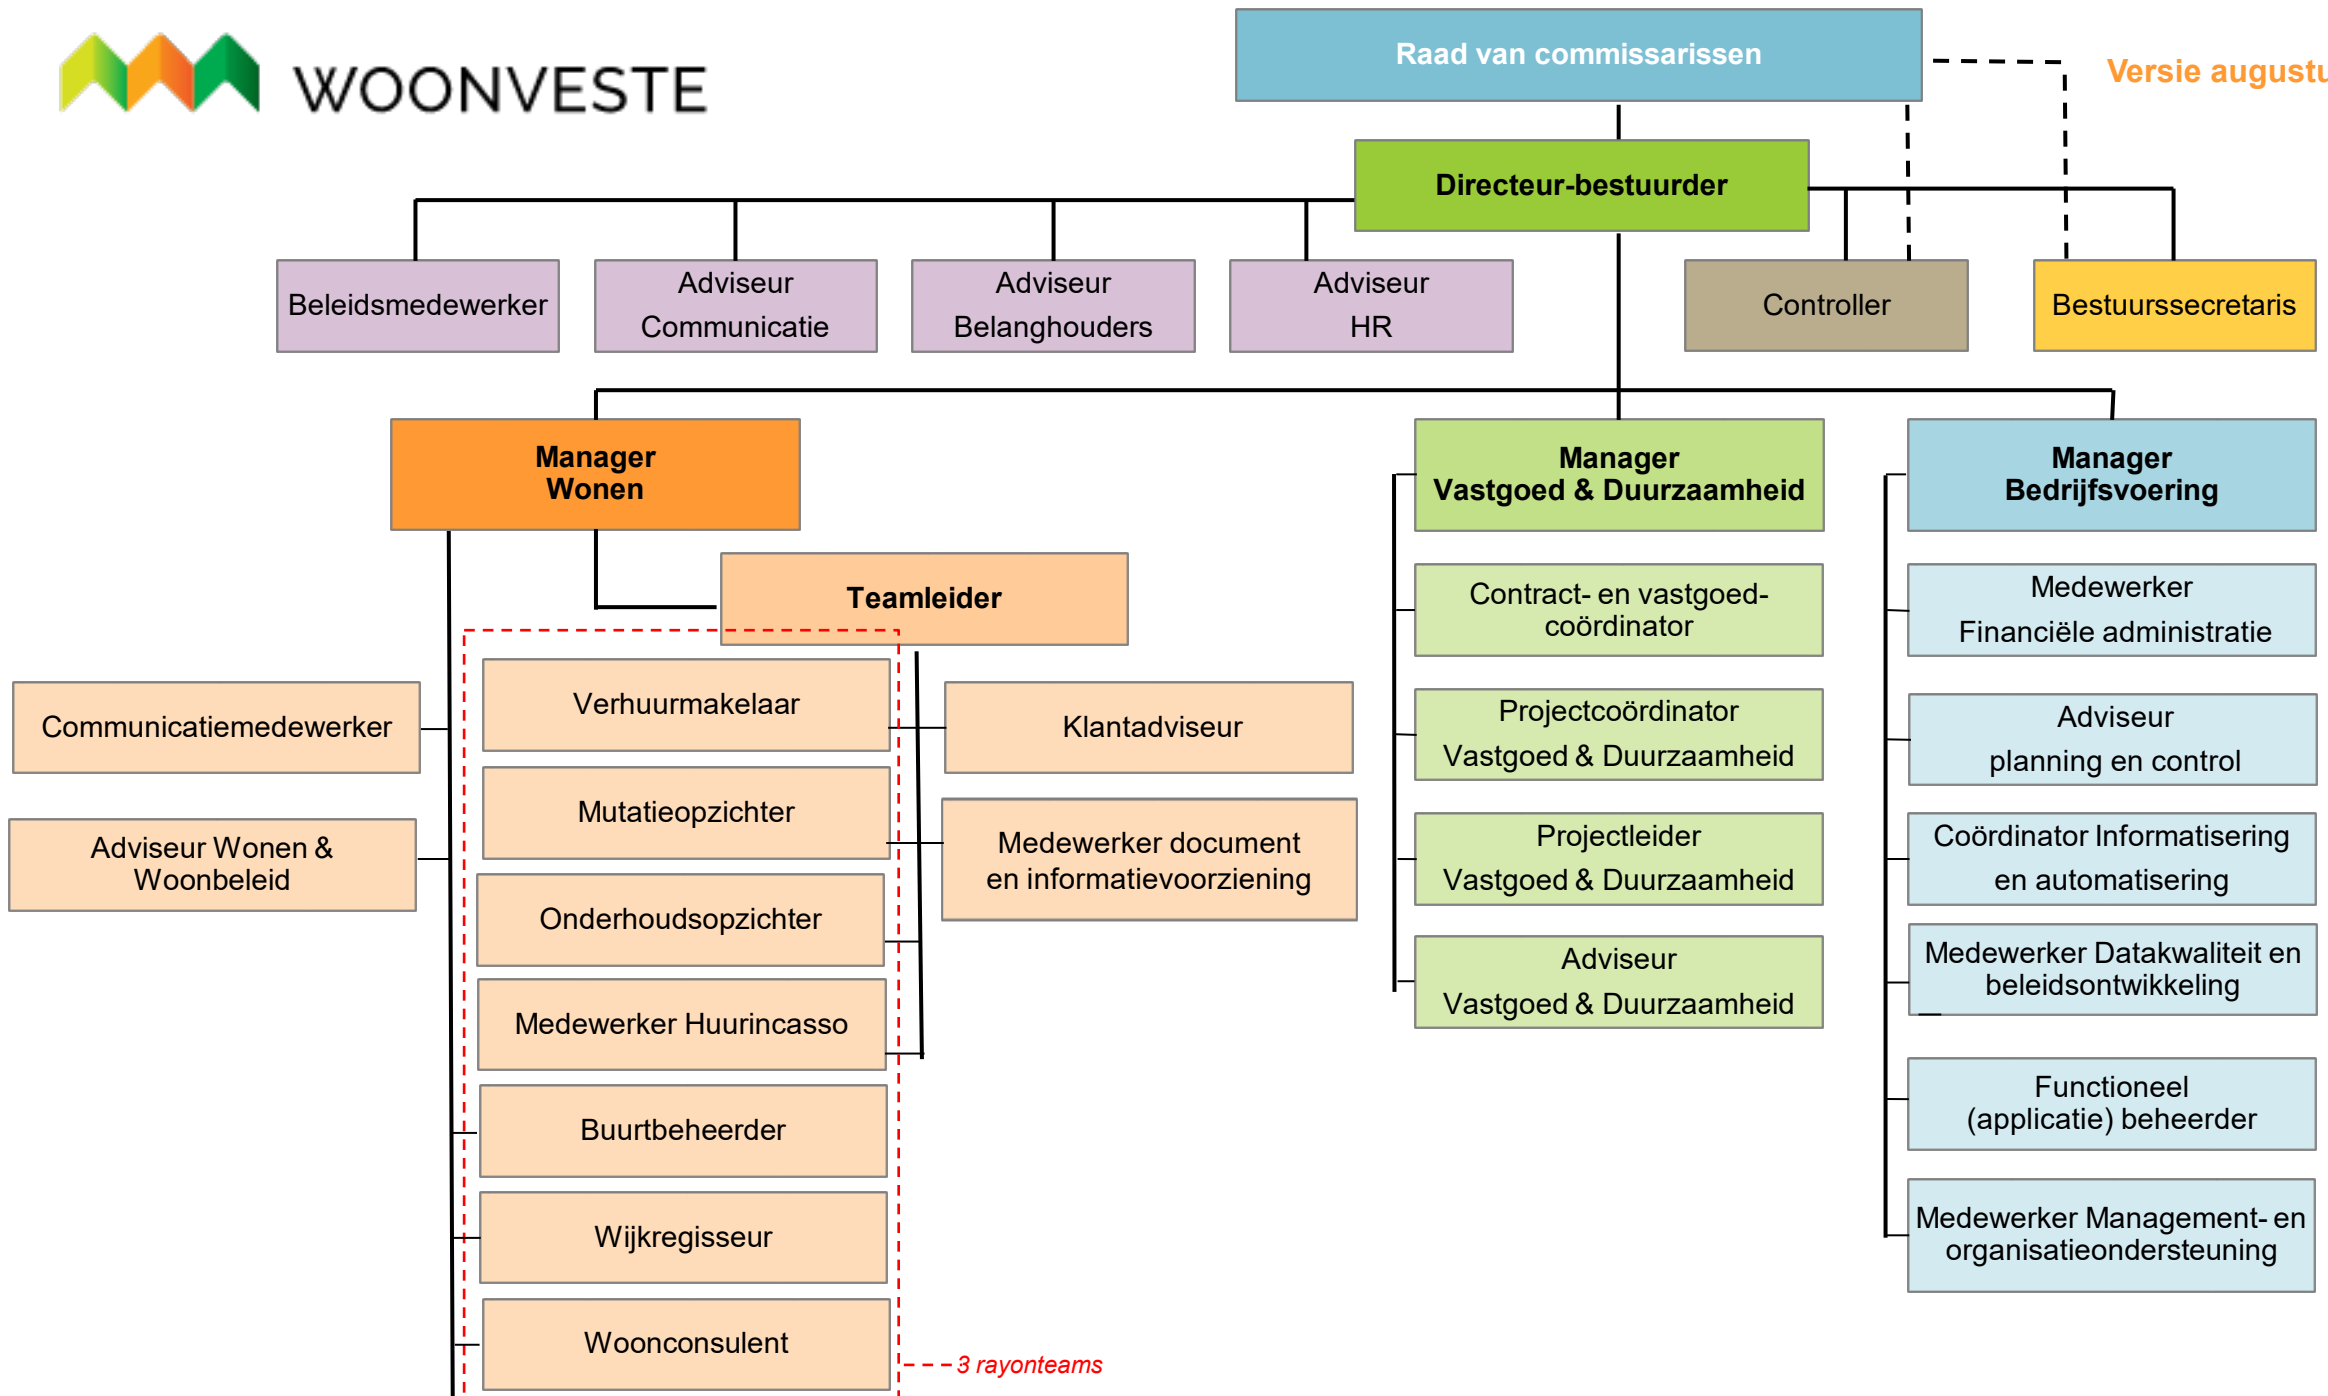 WOONVESTE
Raad van commissarissen
Versie
Directeur-bestuurder
Beleidsmedewerker
Adviseur
Communicatie
Adviseur
Belanghouders
Adviseur
HR
Controller
Bestuurssecretaris
Manager
Wonen
Manager
Vastgoed & Duurzaamheid
Manager
Bedrijfsvoering
Teamleider
Communicatiemedewerker
Adviseur Wonen &
Woonbeleid
Verhuurmakelaar
Mutatieopzichter
Onderhoudsopzichter
Medewerker Huurincasso
Buurtbeheerder
Wijkregisseur
Woonconsulent
3 rayonteams
Klantadviseur
Medewerker document
en informatievoorziening
Contract- en vastgoed-
coördinator
Projectcoördinator
Vastgoed & Duurzaamheid
Projectleider
Vastgoed & Duurzaamheid
Adviseur
Vastgoed & Duurzaamheid
Medewerker
Financiële administratie
Adviseur
planning en control
Coördinator Informatisering
en automatisering
Medewerker Datakwaliteit en
beleidsontwikkeling
Functioneel
(applicatie) beheerder
Medewerker Management- en
organisatieondersteuning